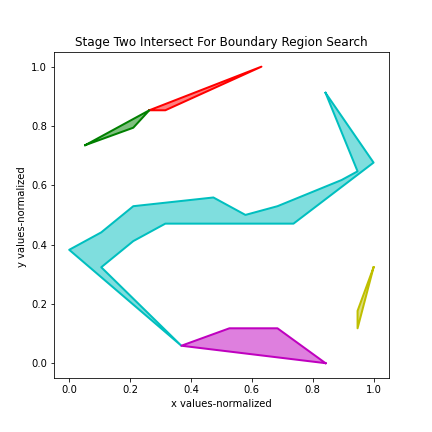 Stage Two Intersect For Boundary Region Search
1.0
0.8
0.6
0.4
0.2
0.0
y values-normalized
0.0 0.2 0.4 0.6 0.8 1.0
x values-normalized